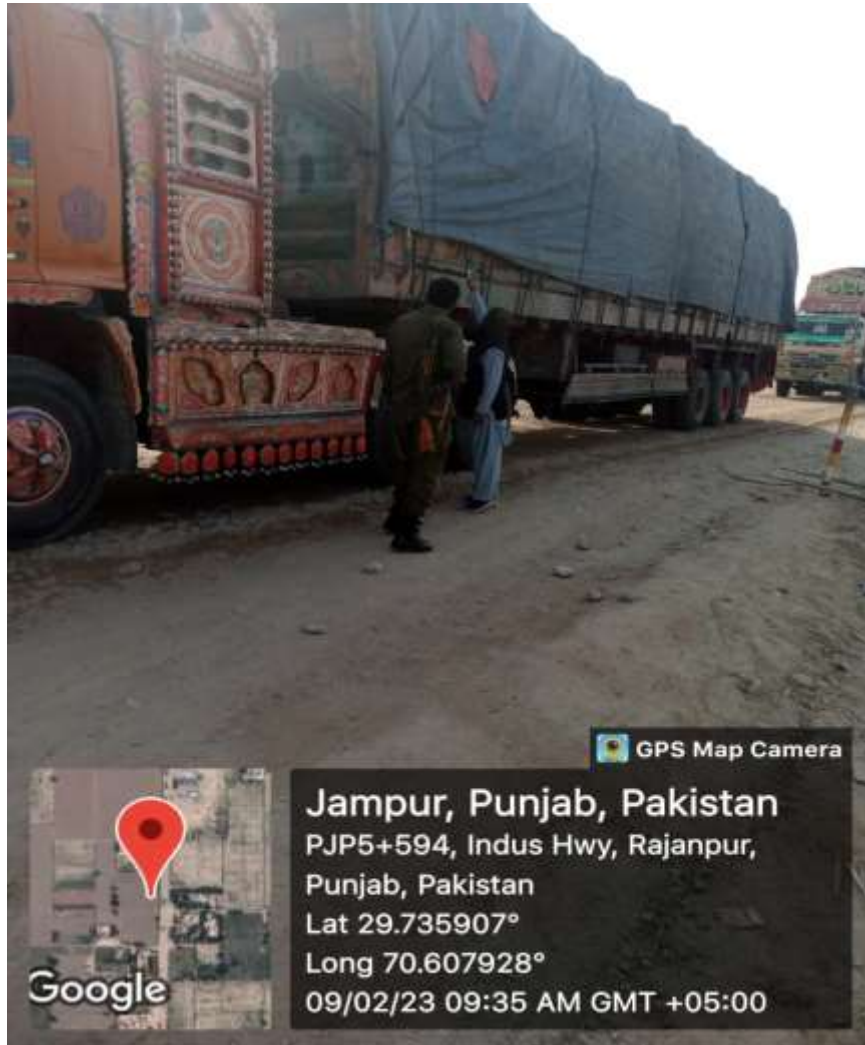 GPS Map Camera
Jampur, Punjab, Pakistan
PJP5+594, Indus Hwy, Rajanpur,
Punjab, Pakistan
Lat 29.735907°
Long 70.607928°
09/02/23 09:35 AM GMT +05:00
Google